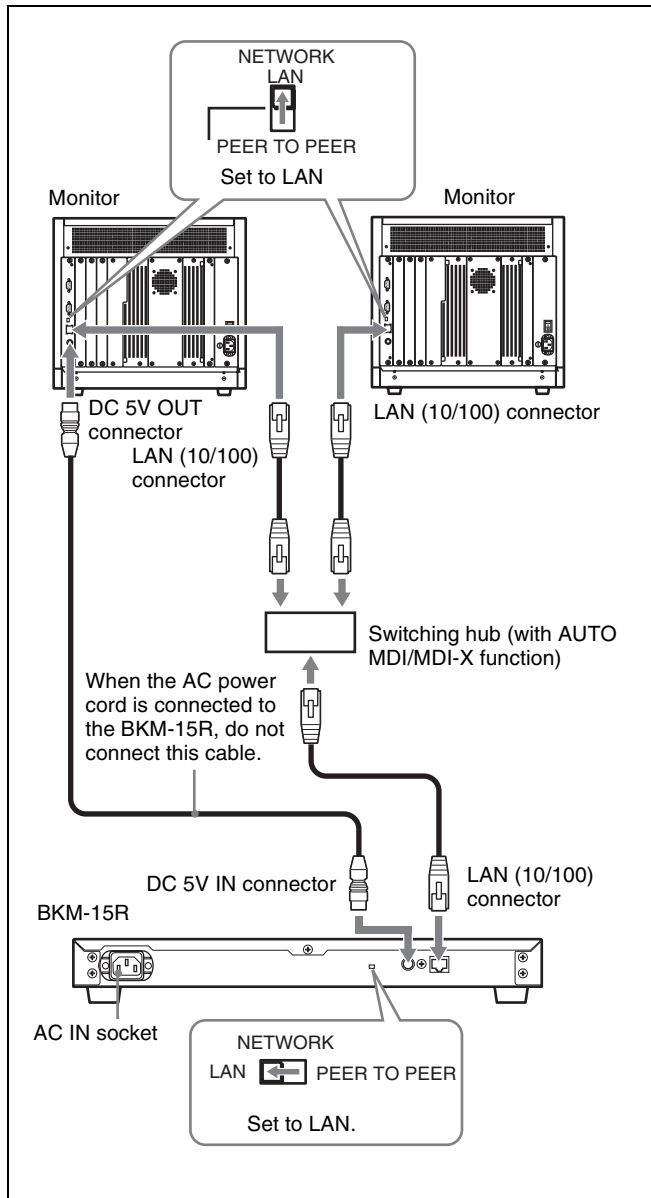 NETWORK
LAN
PEER TO PEER
Set to LAN
Monitor
Monitor
DC 5V OUT
connector
LAN (10/100)
connector
LAN (10/100) connector
Switching hub (with AUTO
MDI/MDI-X function)
When the AC power
cord is connected to
the BKM-15R, do not
connect this cable.
DC 5V IN connector
LAN (10/100)
connector
BKM-15R
AC IN socket
NETWORK
LAN PEER TO PEER
Set to LAN.